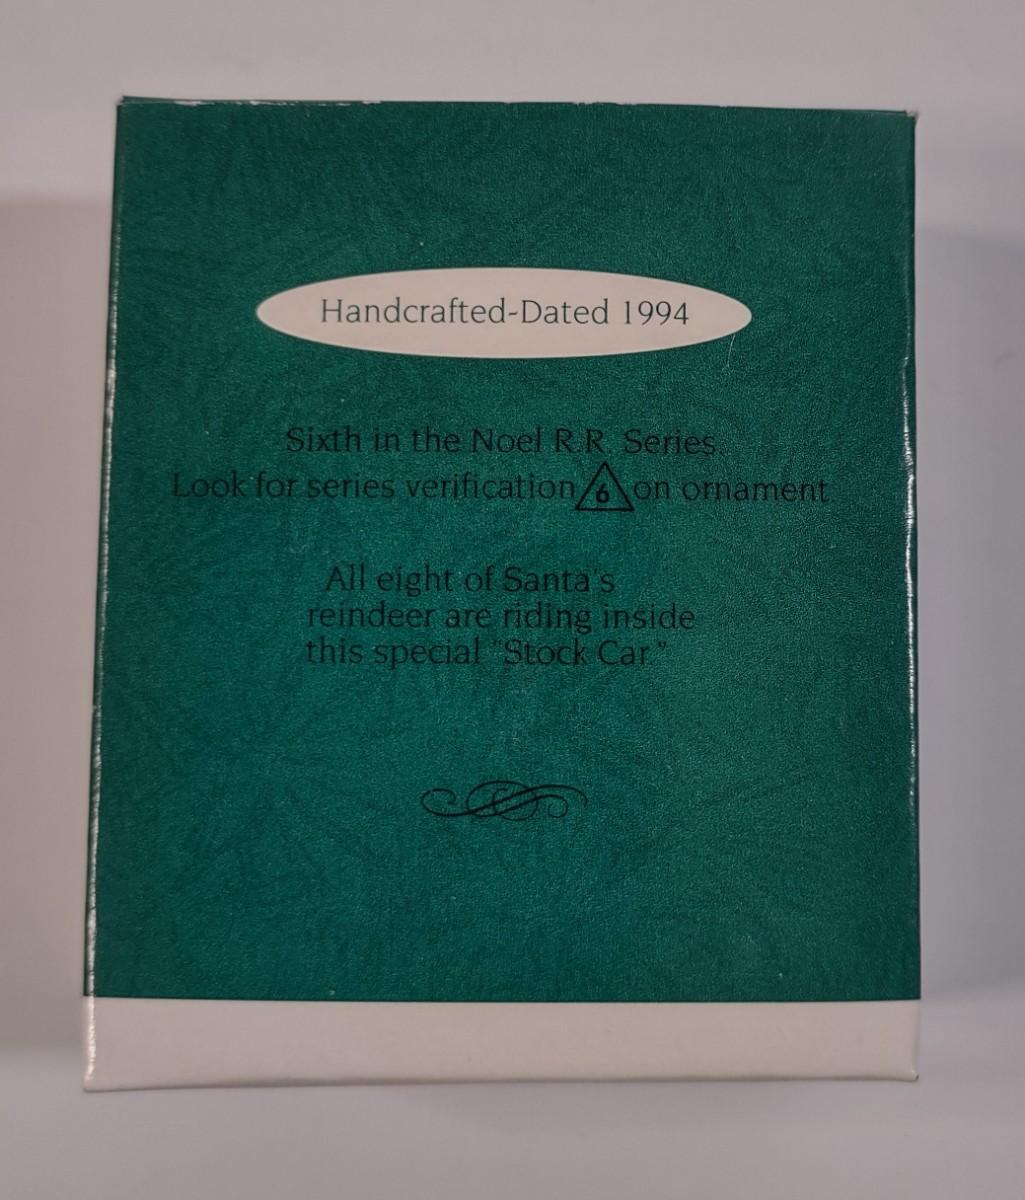 Handcrafted-Dated 1994
Sixth in the Noel R.R. Series.
Look for series verification 6 on ornament
All eight of Santa's
reindeer are riding inside
this special "Stock Car."